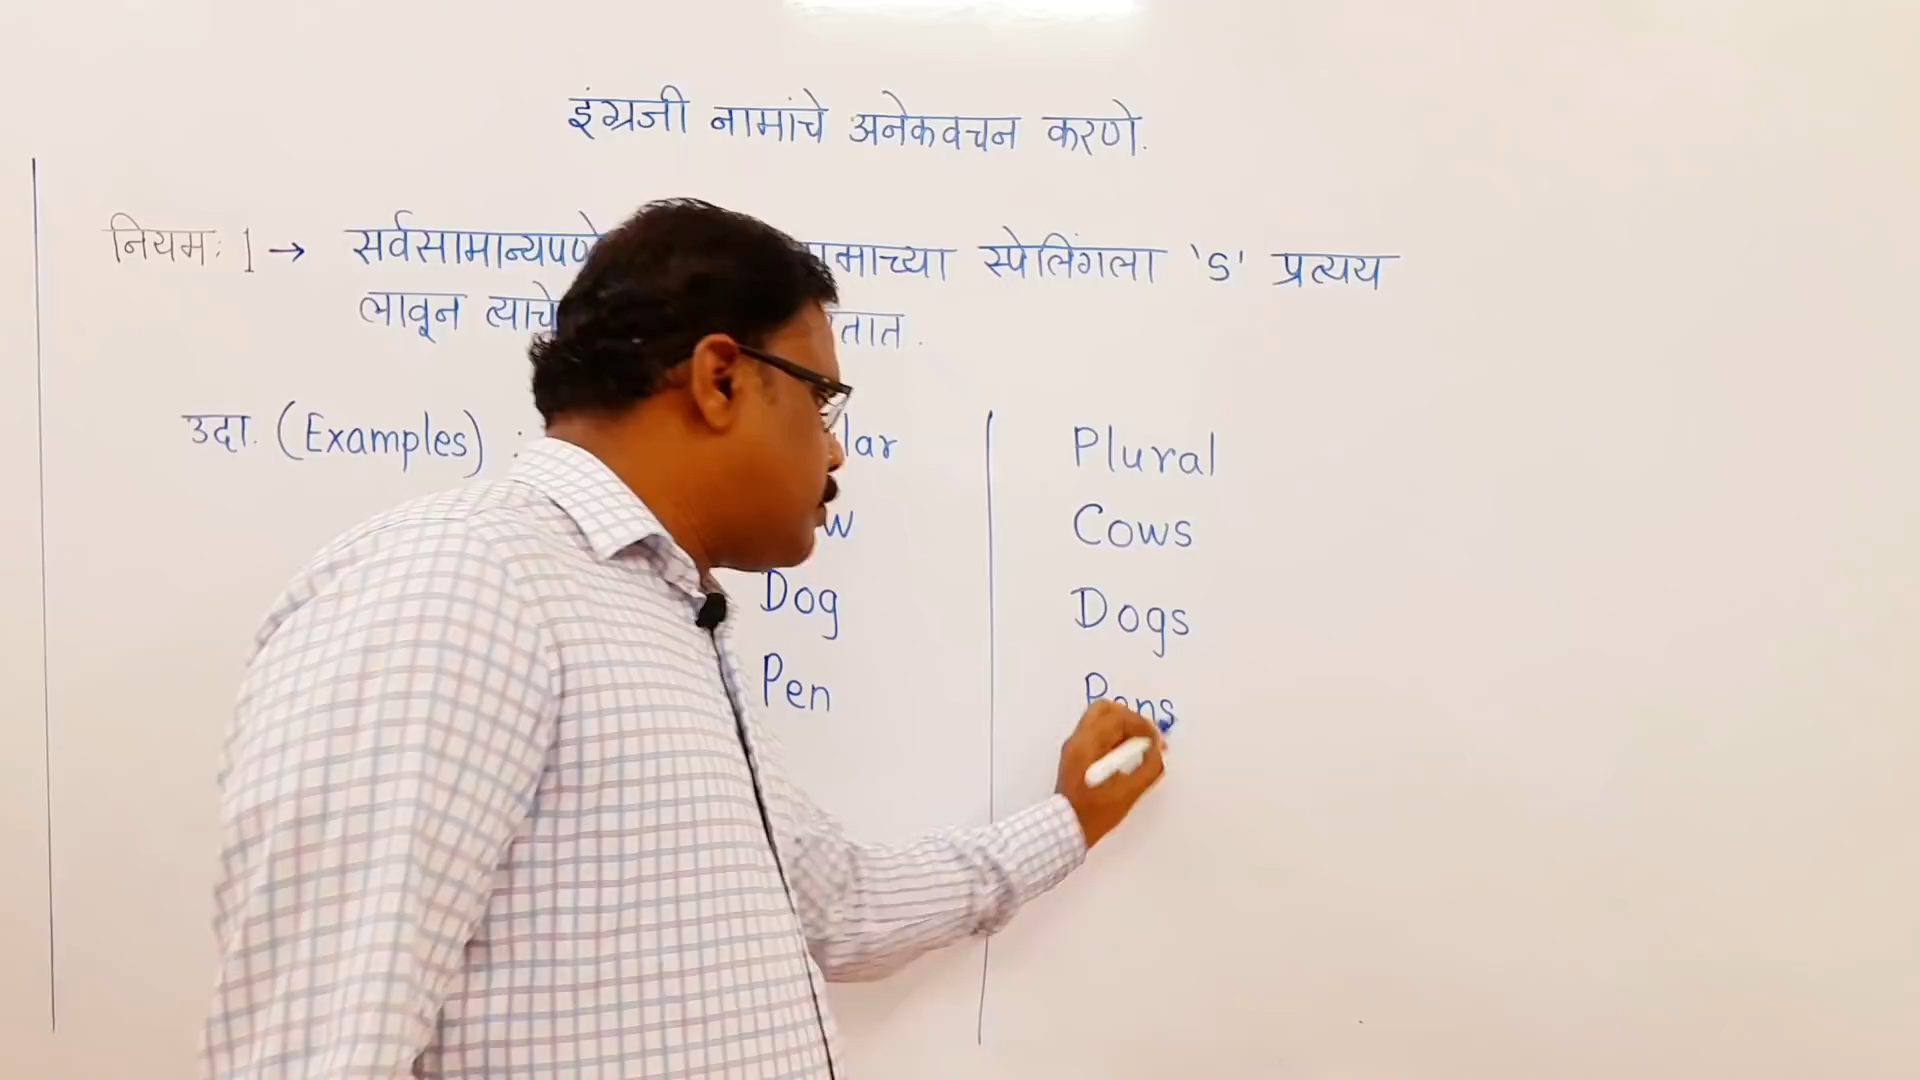 इंग्रजी नामांचे अनेकवचन करणे.
नियम: 1 → सर्वसामान्यपणे स्पेलिंगला 'S' प्रत्यय
लावून त्याचे
उदा. (Examples) : Plural
Cows
Dog Dogs
Pen Pens